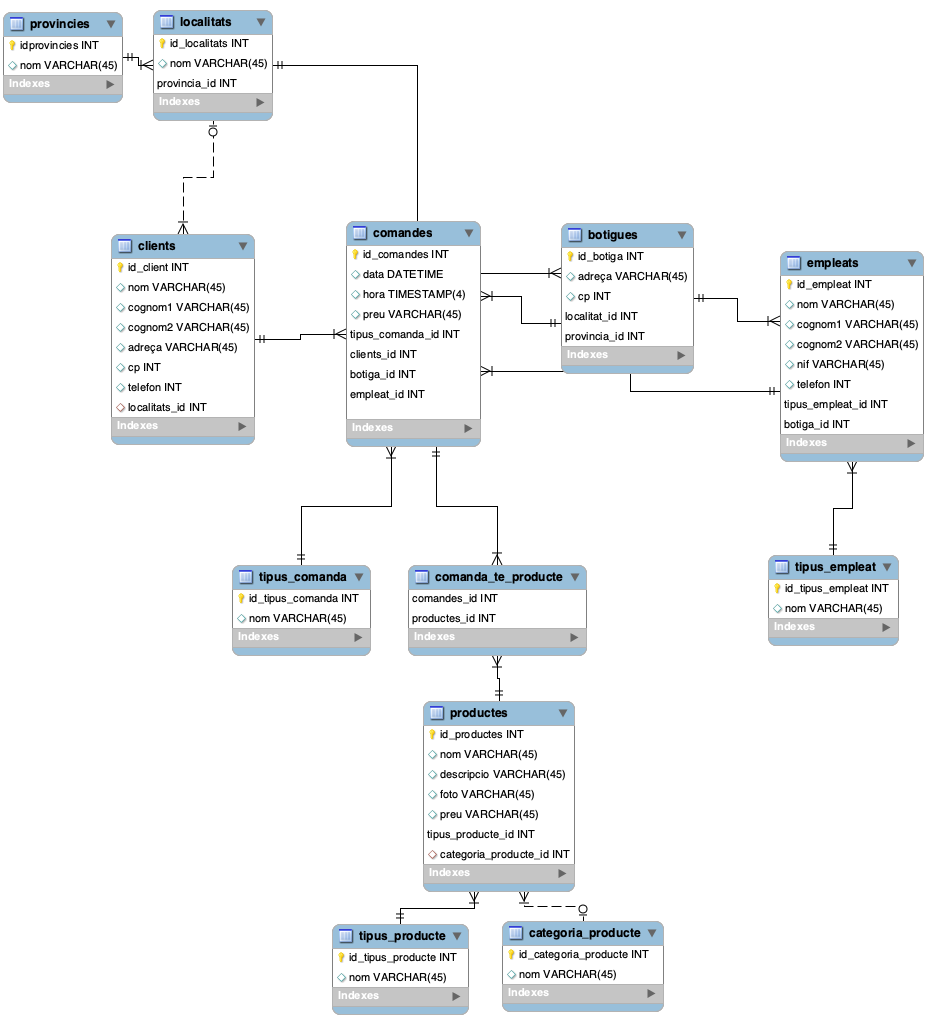 provincies
idprovincies INT
nom VARCHAR(45)
Indexes
localitats
id_localitats INT
nom VARCHAR(45)
provincia_id INT
Indexes
clients
id_client INT
nom VARCHAR(45)
cognom1 VARCHAR(45)
cognom2 VARCHAR(45)
adreça VARCHAR(45)
cp INT
telefon INT
localitats_id INT
Indexes
comandes
id_comandes INT
data DATETIME
hora TIMESTAMP(4)
preu VARCHAR(45)
tipus_comanda_id INT
clients_id INT
botiga_id INT
empleat_id INT
Indexes
botigues
id_botiga INT
adreça VARCHAR(45)
cp INT
localitat_id INT
provincia_id INT
Indexes
empleats
id_empleat INT
nom VARCHAR(45)
cognom1 VARCHAR(45)
cognom2 VARCHAR(45)
nif VARCHAR(45)
telefon INT
tipus_empleat_id INT
botiga_id INT
Indexes
tipus_comanda
id_tipus_comanda INT
nom VARCHAR(45)
Indexes
comanda_te_producte
comandes_id INT
productes_id INT
Indexes
tipus_empleat
id_tipus_empleat INT
nom VARCHAR(45)
Indexes
productes
id_productes INT
nom VARCHAR(45)
descripcio VARCHAR(45)
foto VARCHAR(45)
preu VARCHAR(45)
tipus_producte_id INT
categoria_producte_id INT
Indexes
tipus_producte
id_tipus_producte INT
nom VARCHAR(45)
Indexes
categoria_producte
id_categoria_producte INT
nom VARCHAR(45)
Indexes